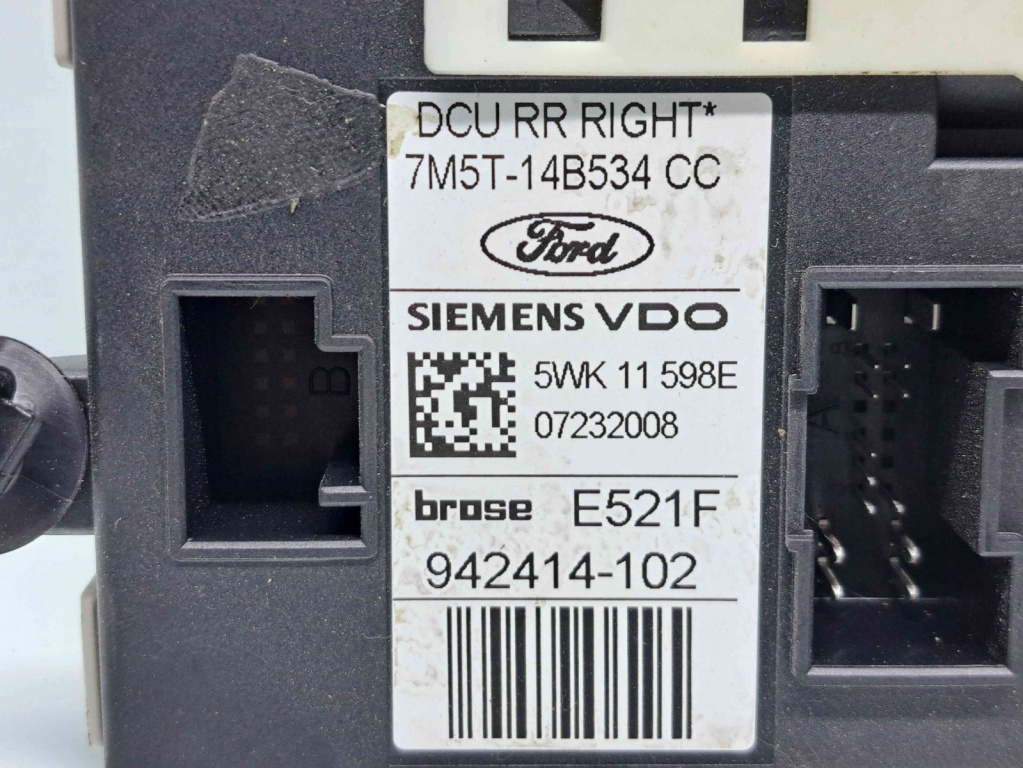 DCU RR RIGHT*
7M5T-14B534 CC
Ford
SIEMENS VDO
5WK 11 598E
07232008
brose E521F
942414-102
B
A